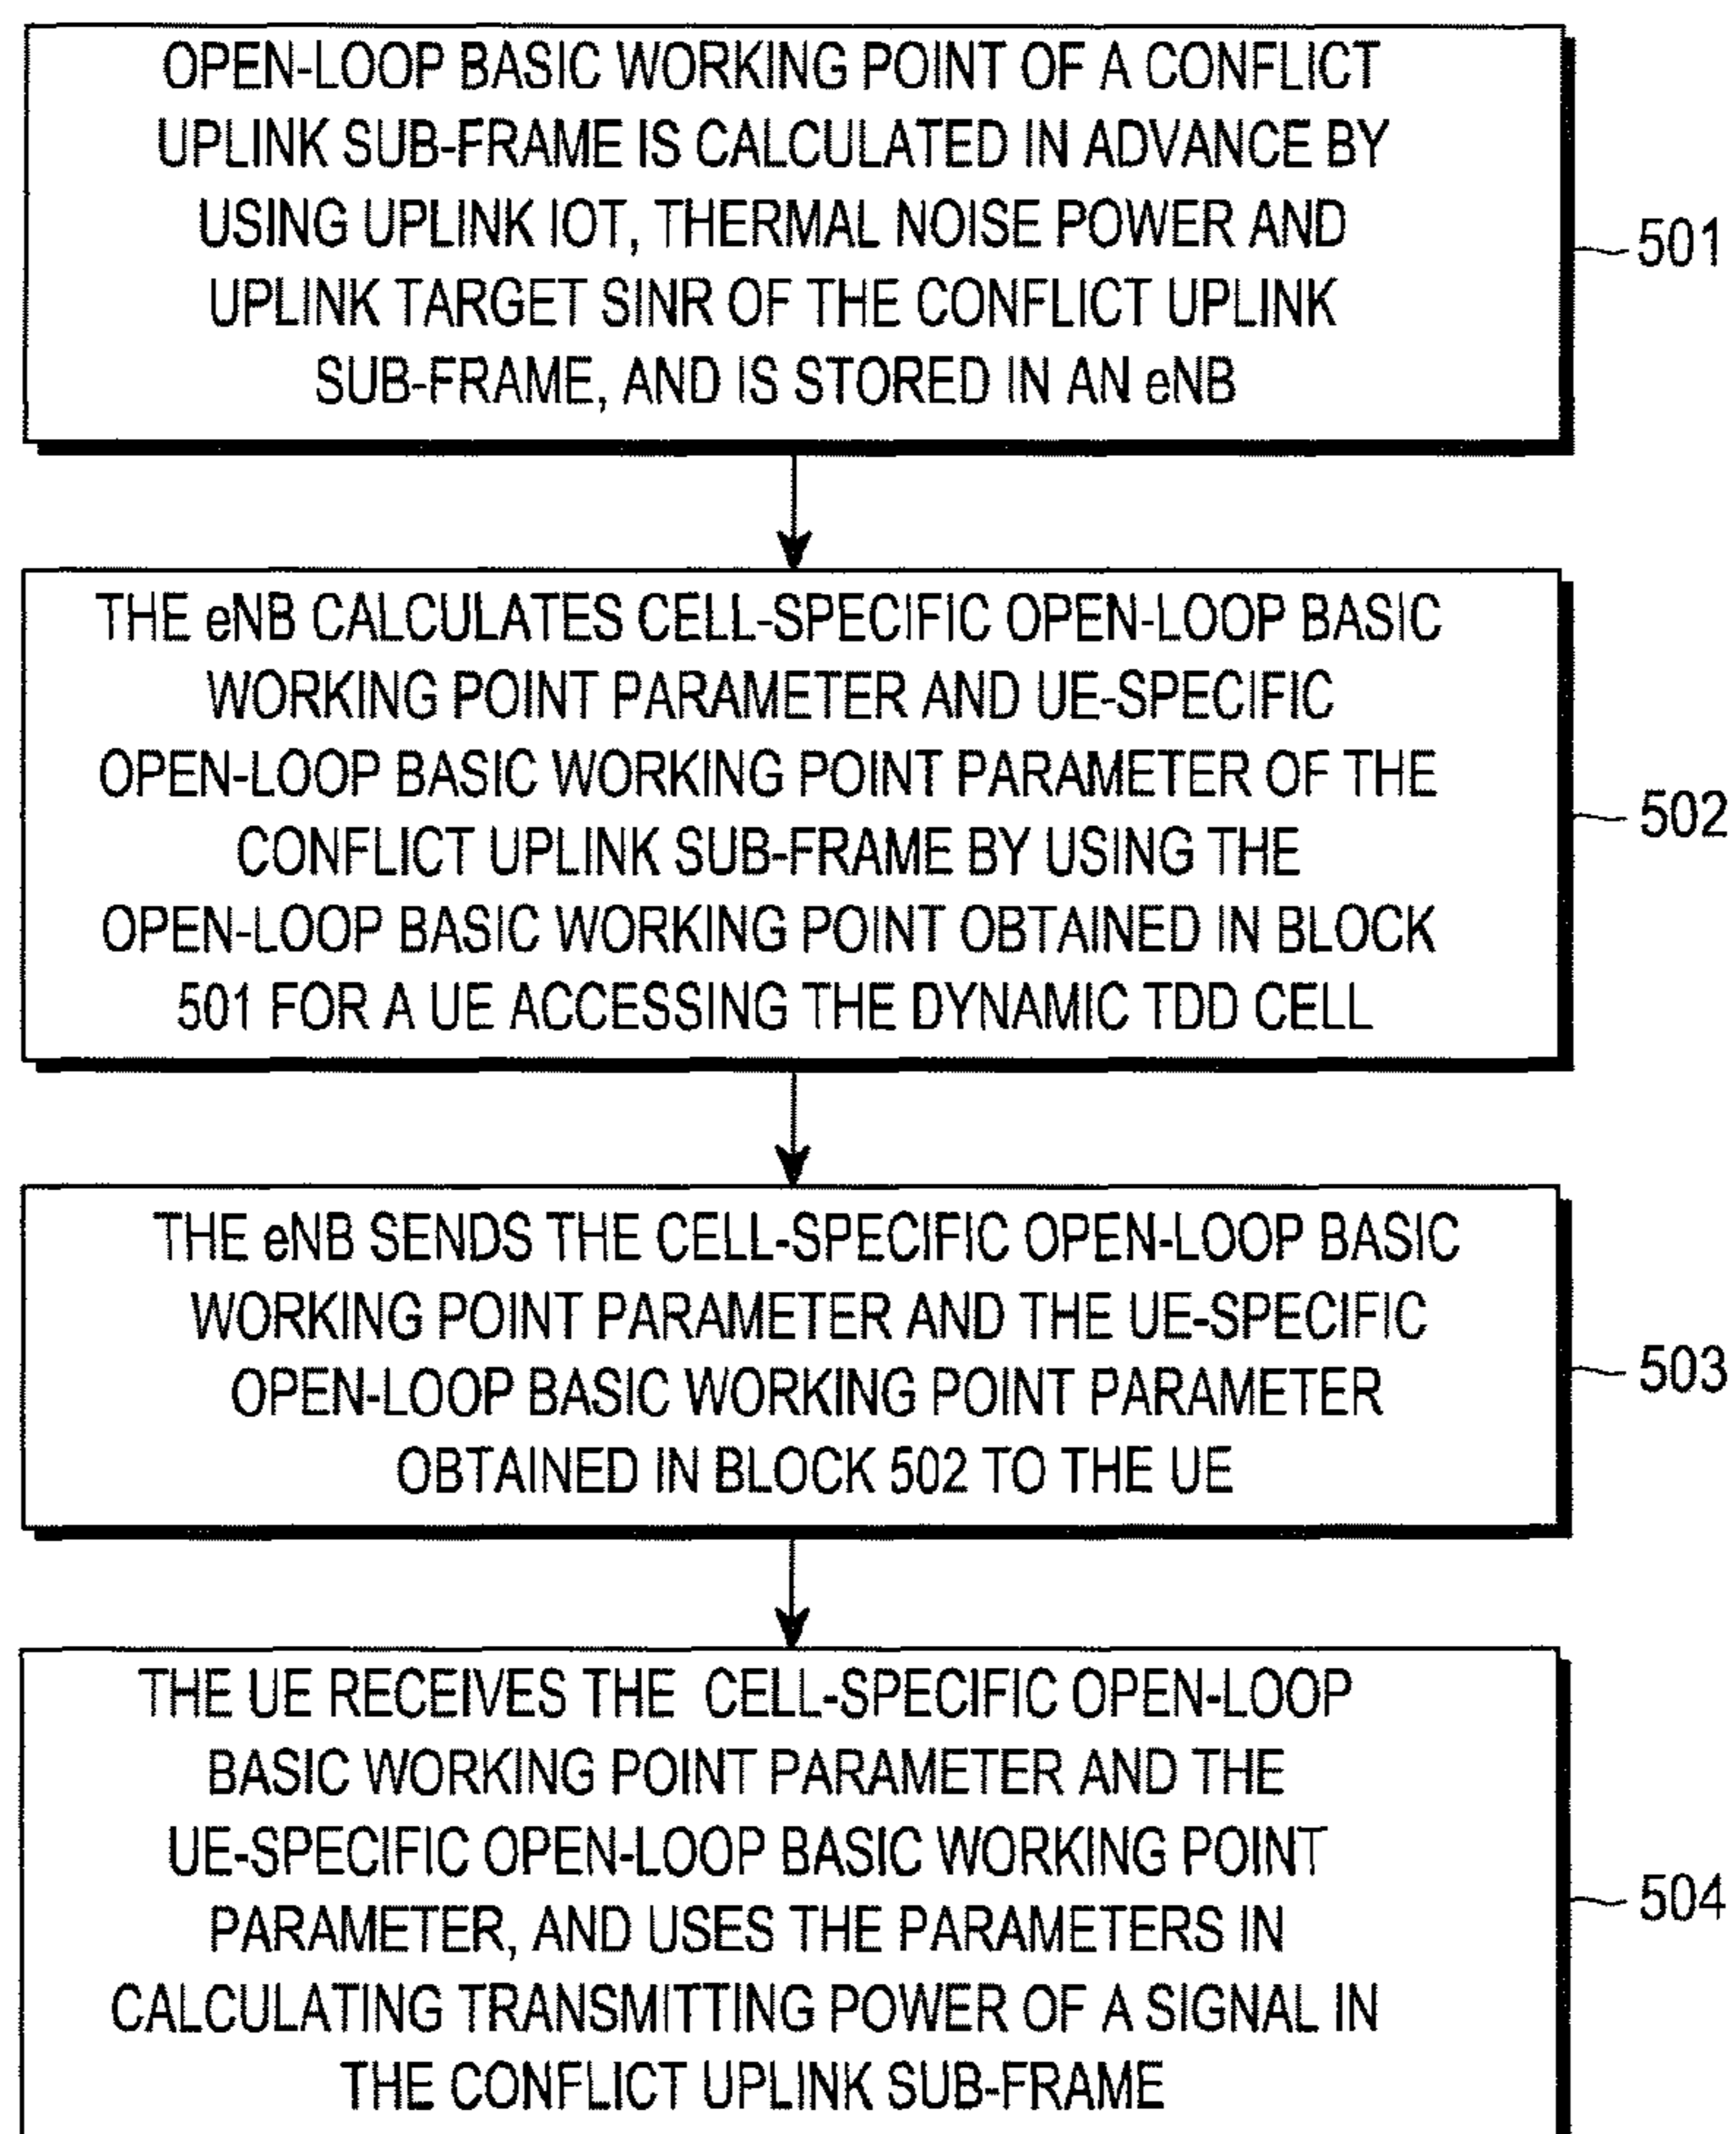 OPEN-LOOP BASIC WORKING POINT OF A CONFLICT
UPLINK SUB-FRAME IS CALCULATED IN ADVANCE BY
USING UPLINK IOT, THERMAL NOISE POWER AND
UPLINK TARGET SINR OF THE CONFLICT UPLINK
SUB-FRAME, AND IS STORED IN AN eNB
501
THE eNB CALCULATES CELL-SPECIFIC OPEN-LOOP BASIC
WORKING POINT PARAMETER AND UE-SPECIFIC
OPEN-LOOP BASIC WORKING POINT PARAMETER OF THE
CONFLICT UPLINK SUB-FRAME BY USING THE
OPEN-LOOP BASIC WORKING POINT OBTAINED IN BLOCK
501 FOR A UE ACCESSING THE DYNAMIC TDD CELL
502
THE eNB SENDS THE CELL-SPECIFIC OPEN-LOOP BASIC
WORKING POINT PARAMETER AND THE UE-SPECIFIC
OPEN-LOOP BASIC WORKING POINT PARAMETER
OBTAINED IN BLOCK 502 TO THE UE
503
THE UE RECEIVES THE CELL-SPECIFIC OPEN-LOOP
BASIC WORKING POINT PARAMETER AND THE
UE-SPECIFIC OPEN-LOOP BASIC WORKING POINT
PARAMETER, AND USES THE PARAMETERS IN
CALCULATING TRANSMITTING POWER OF A SIGNAL IN
THE CONFLICT UPLINK SUB-FRAME
504